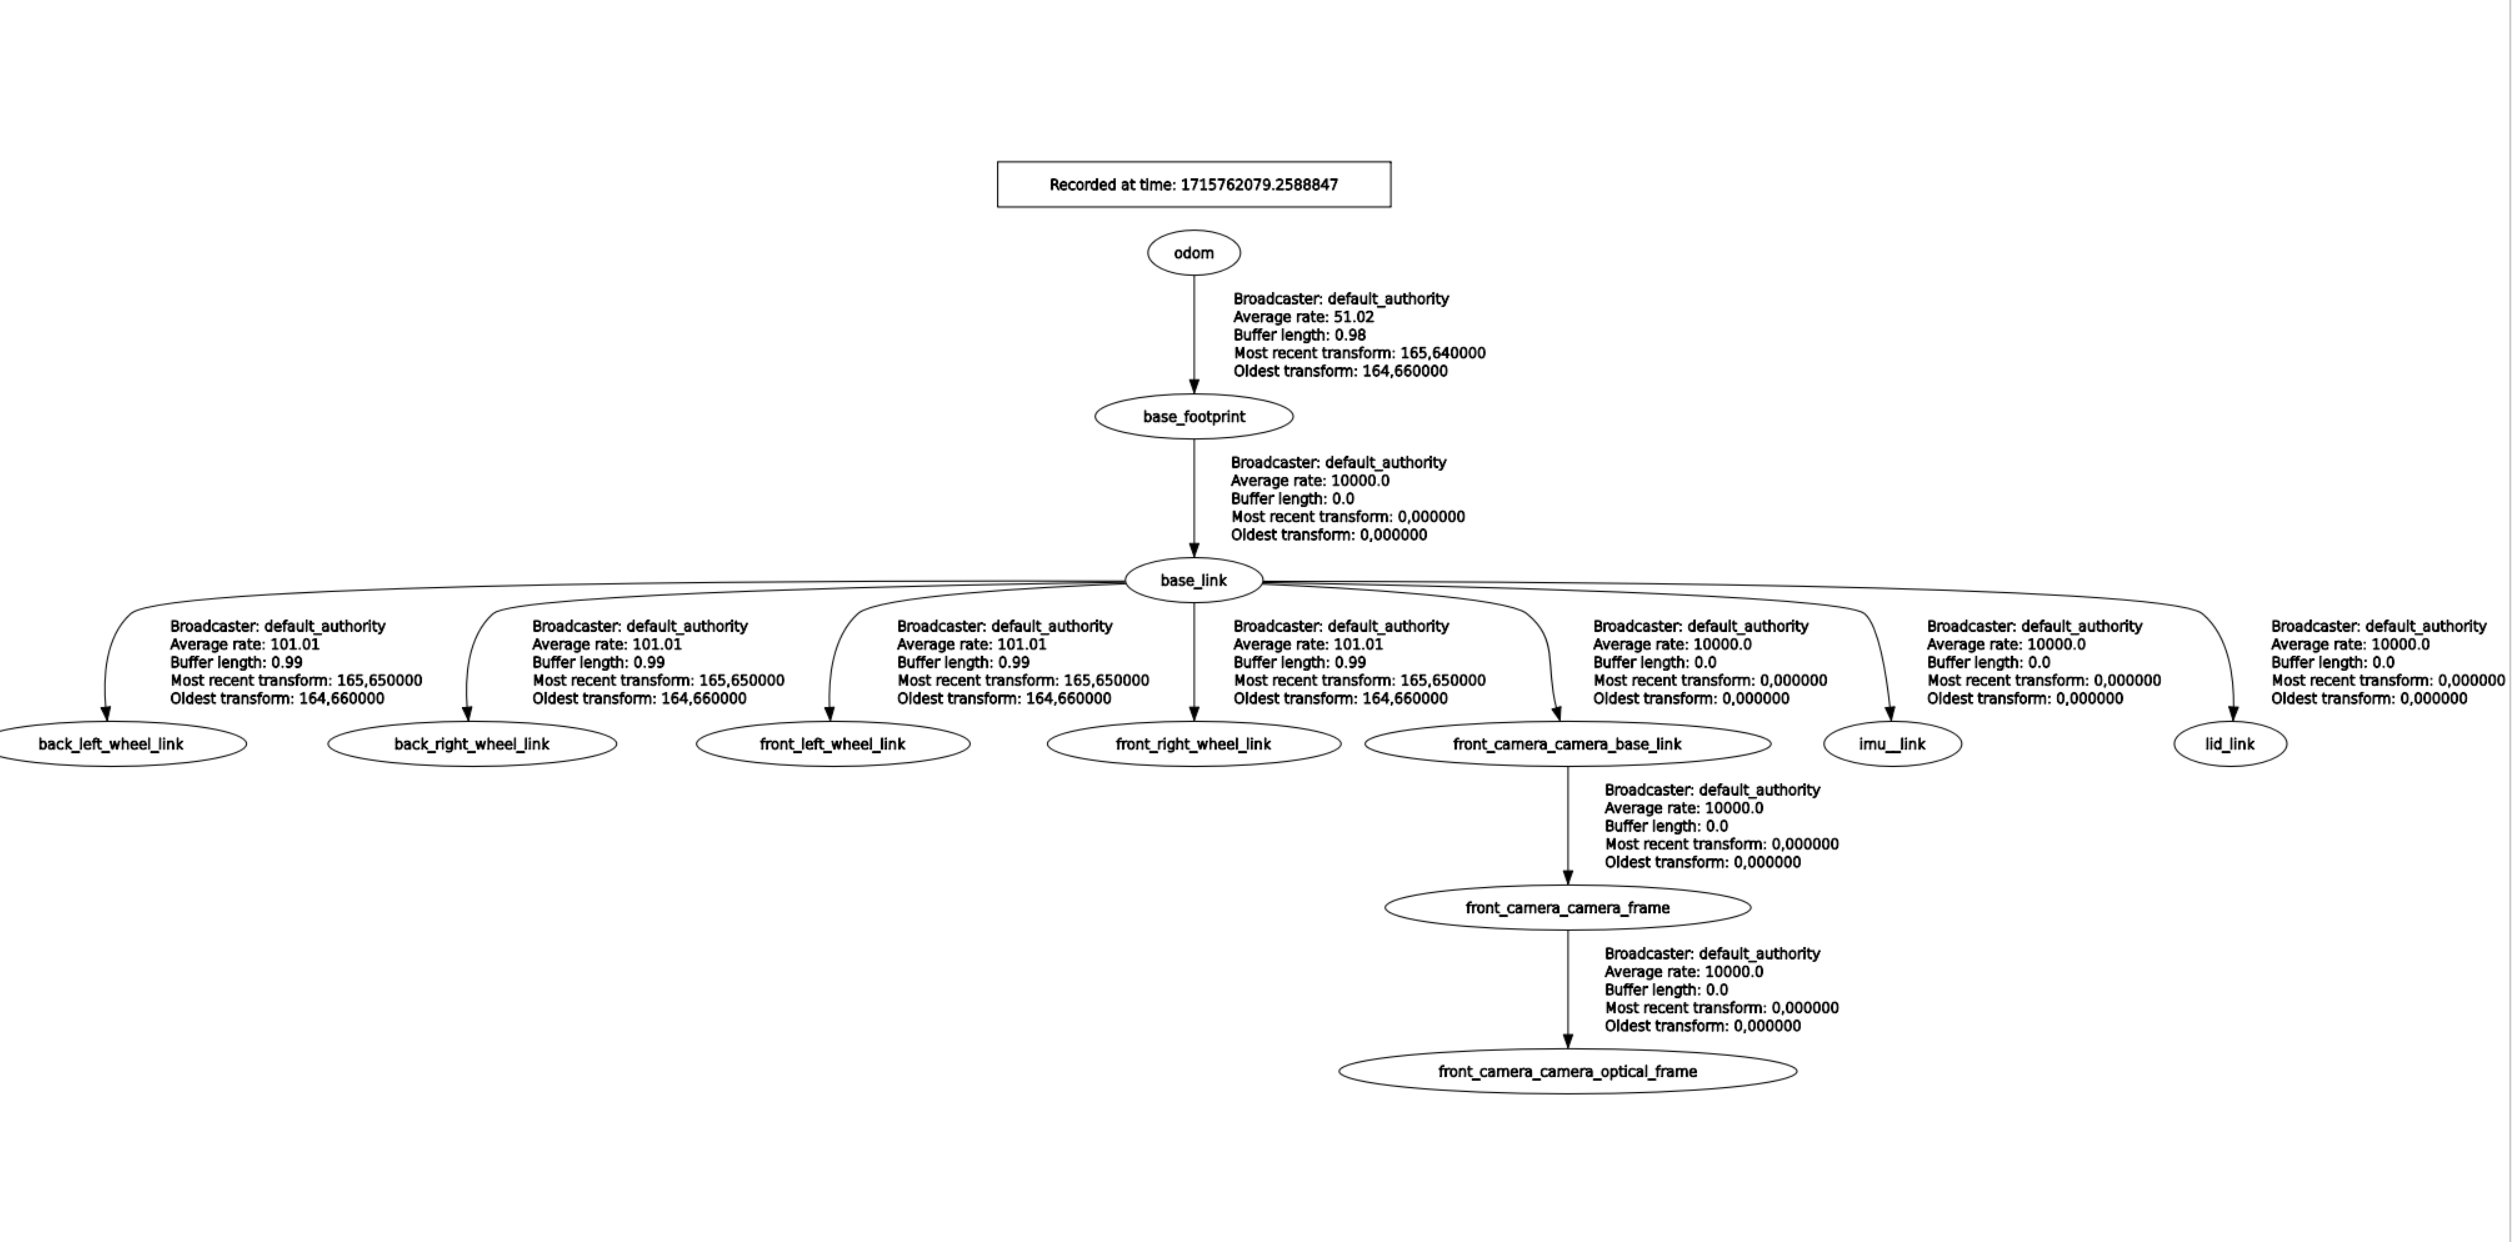 Recorded at time: 1715762079.2588847
odom
Broadcaster: default_authority
Average rate: 51.02
Buffer length: 0.98
Most recent transform: 165,640000
Oldest transform: 164,660000
base_footprint
Broadcaster: default_authority
Average rate: 10000.0
Buffer length: 0.0
Most recent transform: 0,000000
Oldest transform: 0,000000
base_link
Broadcaster: default_authority
Average rate: 101.01
Buffer length: 0.99
Most recent transform: 165,650000
Oldest transform: 164,660000
Broadcaster: default_authority
Average rate: 101.01
Buffer length: 0.99
Most recent transform: 165,650000
Oldest transform: 164,660000
Broadcaster: default_authority
Average rate: 101.01
Buffer length: 0.99
Most recent transform: 165,650000
Oldest transform: 164,660000
Broadcaster: default_authority
Average rate: 101.01
Buffer length: 0.99
Most recent transform: 165,650000
Oldest transform: 164,660000
Broadcaster: default_authority
Average rate: 10000.0
Buffer length: 0.0
Most recent transform: 0,000000
Oldest transform: 0,000000
Broadcaster: default_authority
Average rate: 10000.0
Buffer length: 0.0
Most recent transform: 0,000000
Oldest transform: 0,000000
Broadcaster: default_authority
Average rate: 10000.0
Buffer length: 0.0
Most recent transform: 0,000000
Oldest transform: 0,000000
back_left_wheel_link
back_right_wheel_link
front_left_wheel_link
front_right_wheel_link
front_camera_camera_base_link
imu__link
lid_link
Broadcaster: default_authority
Average rate: 10000.0
Buffer length: 0.0
Most recent transform: 0,000000
Oldest transform: 0,000000
front_camera_camera_frame
Broadcaster: default_authority
Average rate: 10000.0
Buffer length: 0.0
Most recent transform: 0,000000
Oldest transform: 0,000000
front_camera_camera_optical_frame